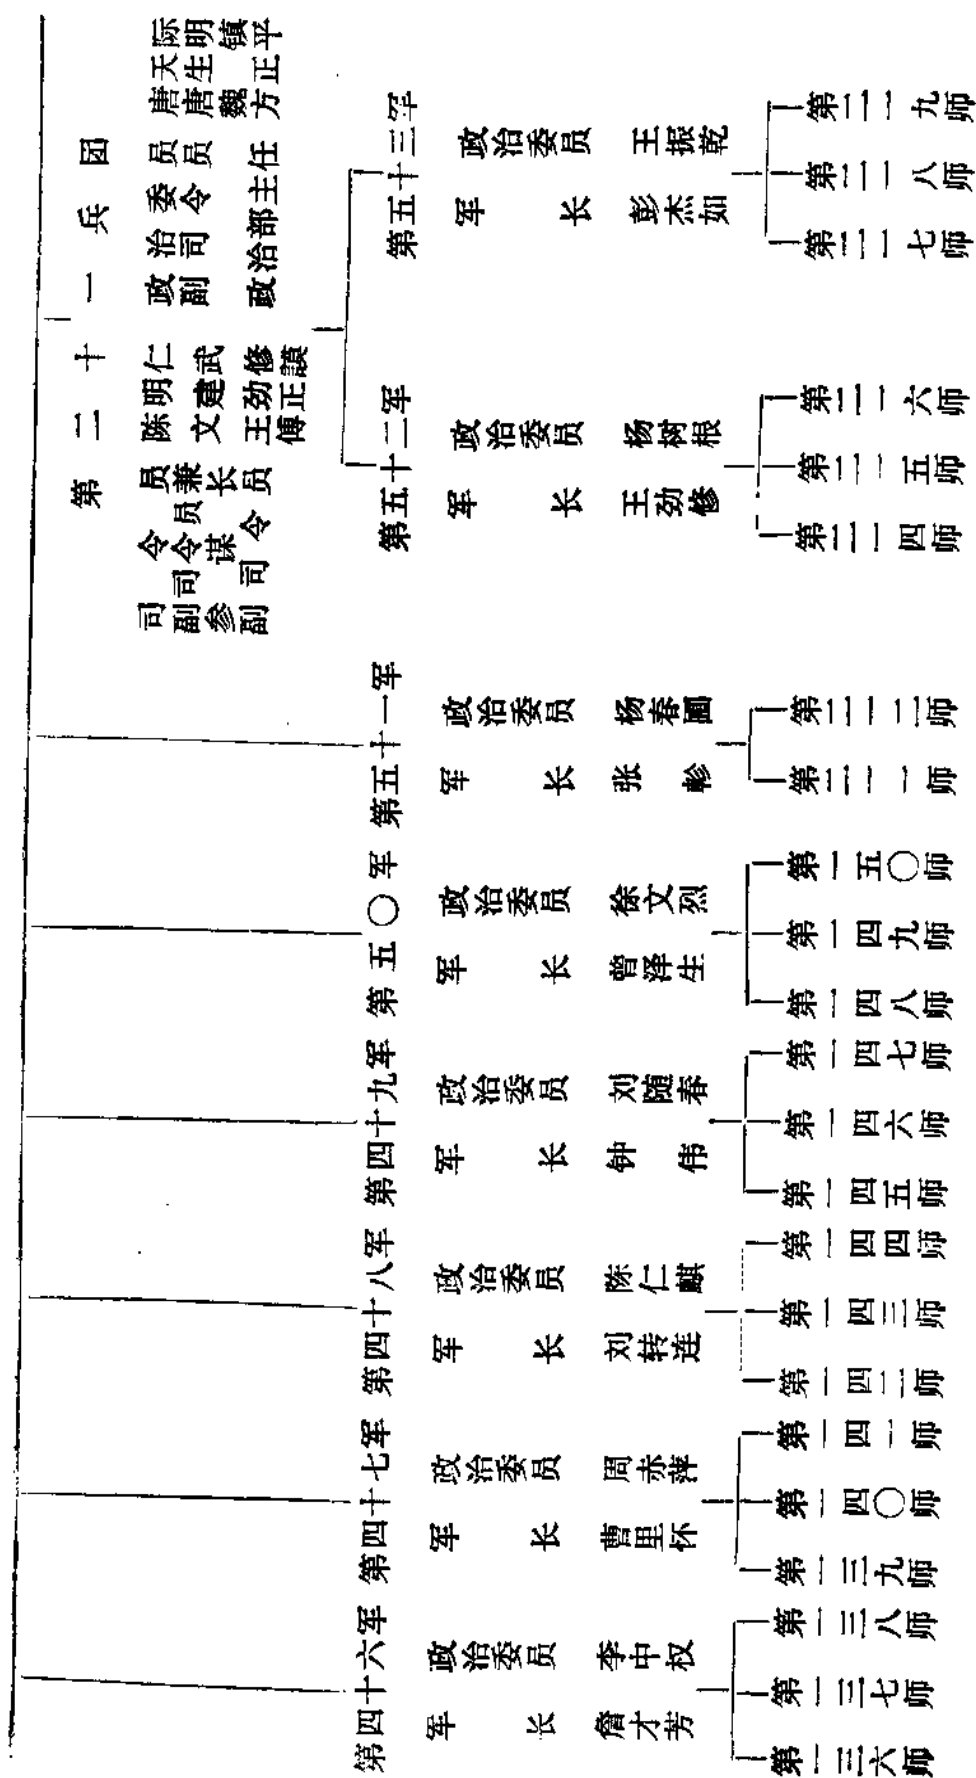 第二十一兵团
司令员 陈明仁 政治委员 唐天际
副司令员兼参谋长 文建武 副司令员 唐生明
魏镇
副司令员 王劲修 政治部主任 方正平
傅正谟
第四十六军
军长 詹才芳
政治委员 李中权
第一三六师
第一三七师
第一三八师
第四十七军
军长 曹里怀
政治委员 周赤萍
第一三九师
第一四〇师
第一四一师
第四十八军
军长 刘转连
政治委员 陈仁麒
第一四二师
第一四三师
第一四四师
第四十九军
军长 钟伟
政治委员 刘随春
第一四五师
第一四六师
第一四七师
第五〇军
军长 曾泽生
政治委员 徐文烈
第一四八师
第一四九师
第一五〇师
第五十一军
军长 张轸
政治委员 杨春圃
第二一一师
第二一二师
第五十二军
军长 王劲修
政治委员 杨树根
第二一四师
第二一五师
第二一六师
第五十三军
军长 彭杰如
政治委员 王振乾
第二一七师
第二一八师
第二一九师